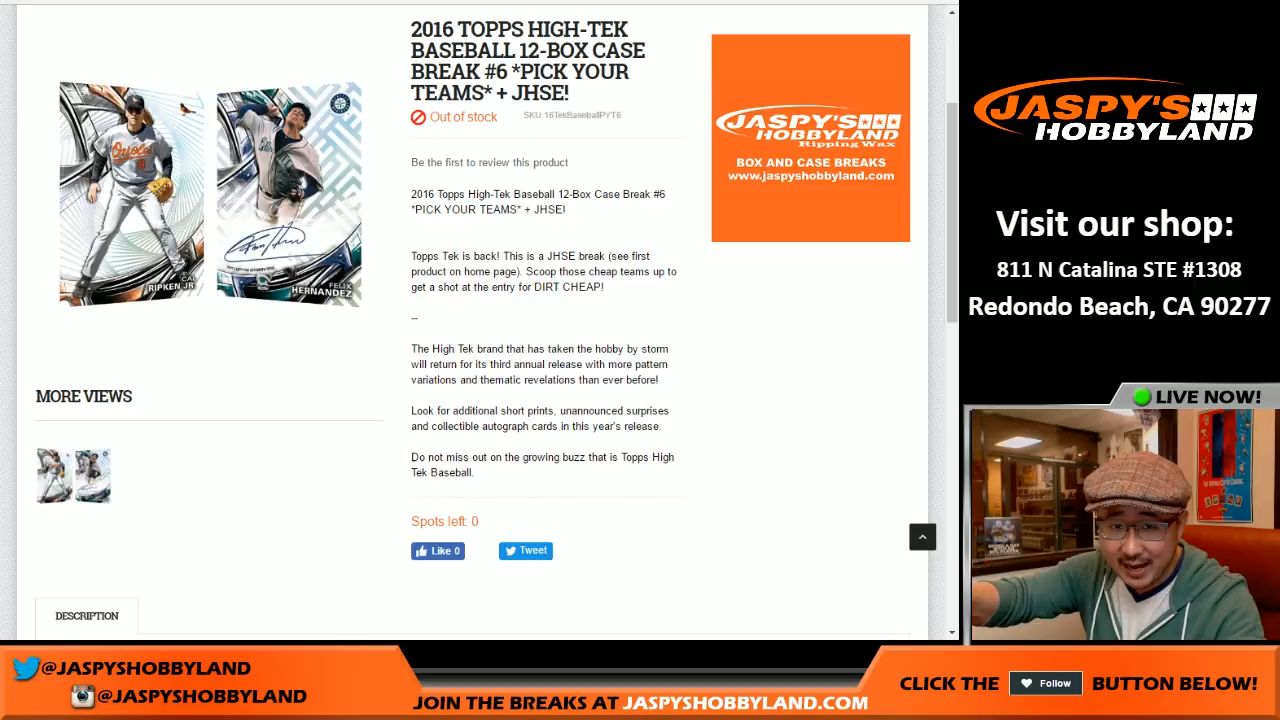 2016 TOPPS HIGH-TEK
BASEBALL 12-BOX CASE
BREAK #6 *PICK YOUR
TEAMS* + JHSE!
Out of stock
SKU:16TekBaseballPYT6
Be the first to review this product
2016 Topps High-Tek Baseball 12-Box Case Break #6
*PICK YOUR TEAMS* + JHSE!
Topps Tek is back! This is a JHSE break (see first
product on home page). Scoop those cheap teams up to
get a shot at the entry for DIRT CHEAP!
--
The High Tek brand that has taken the hobby by storm
will return for its third annual release with more pattern
variations and thematic revelations than ever before!
Look for additional short prints, unannounced surprises
and collectible autograph cards in this year's release.
Do not miss out on the growing buzz that is Topps High
Tek Baseball.
Spots left: 0
Like 0
Tweet
Orioles
8
CAL
RIPKEN JR.
FELIX
HERNANDEZ
MORE VIEWS
DESCRIPTION
JASPY'S
HOBBYLAND
Ripping Wax
BOX AND CASE BREAKS
www.jaspyshobbyland.com
JASPY'S
HOBBYLAND
Visit our shop:
811 N Catalina STE #1308
Redondo Beach, CA 90277
LIVE NOW!
@JASPYSHOBBYLAND
@JASPYSHOBBYLAND
JOIN THE BREAKS AT JASPYSHOBBYLAND.COM
CLICK THE
Follow
BUTTON BELOW!